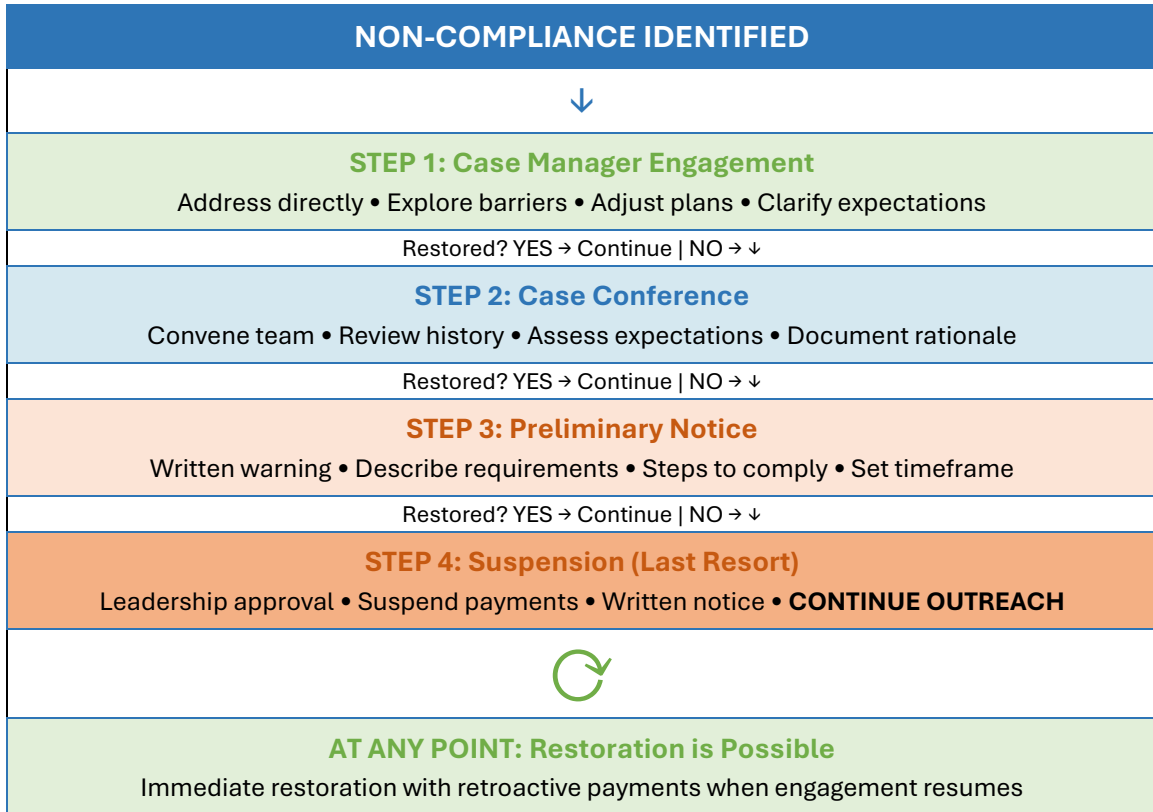 NON-COMPLIANCE IDENTIFIED
↓
STEP 1: Case Manager Engagement
Address directly • Explore barriers • Adjust plans • Clarify expectations
Restored? YES → Continue | NO → ↓
STEP 2: Case Conference
Convene team • Review history • Assess expectations • Document rationale
Restored? YES → Continue | NO → ↓
STEP 3: Preliminary Notice
Written warning • Describe requirements • Steps to comply • Set timeframe
Restored? YES → Continue | NO → ↓
STEP 4: Suspension (Last Resort)
Leadership approval • Suspend payments • Written notice • CONTINUE OUTREACH
AT ANY POINT: Restoration is Possible
Immediate restoration with retroactive payments when engagement resumes